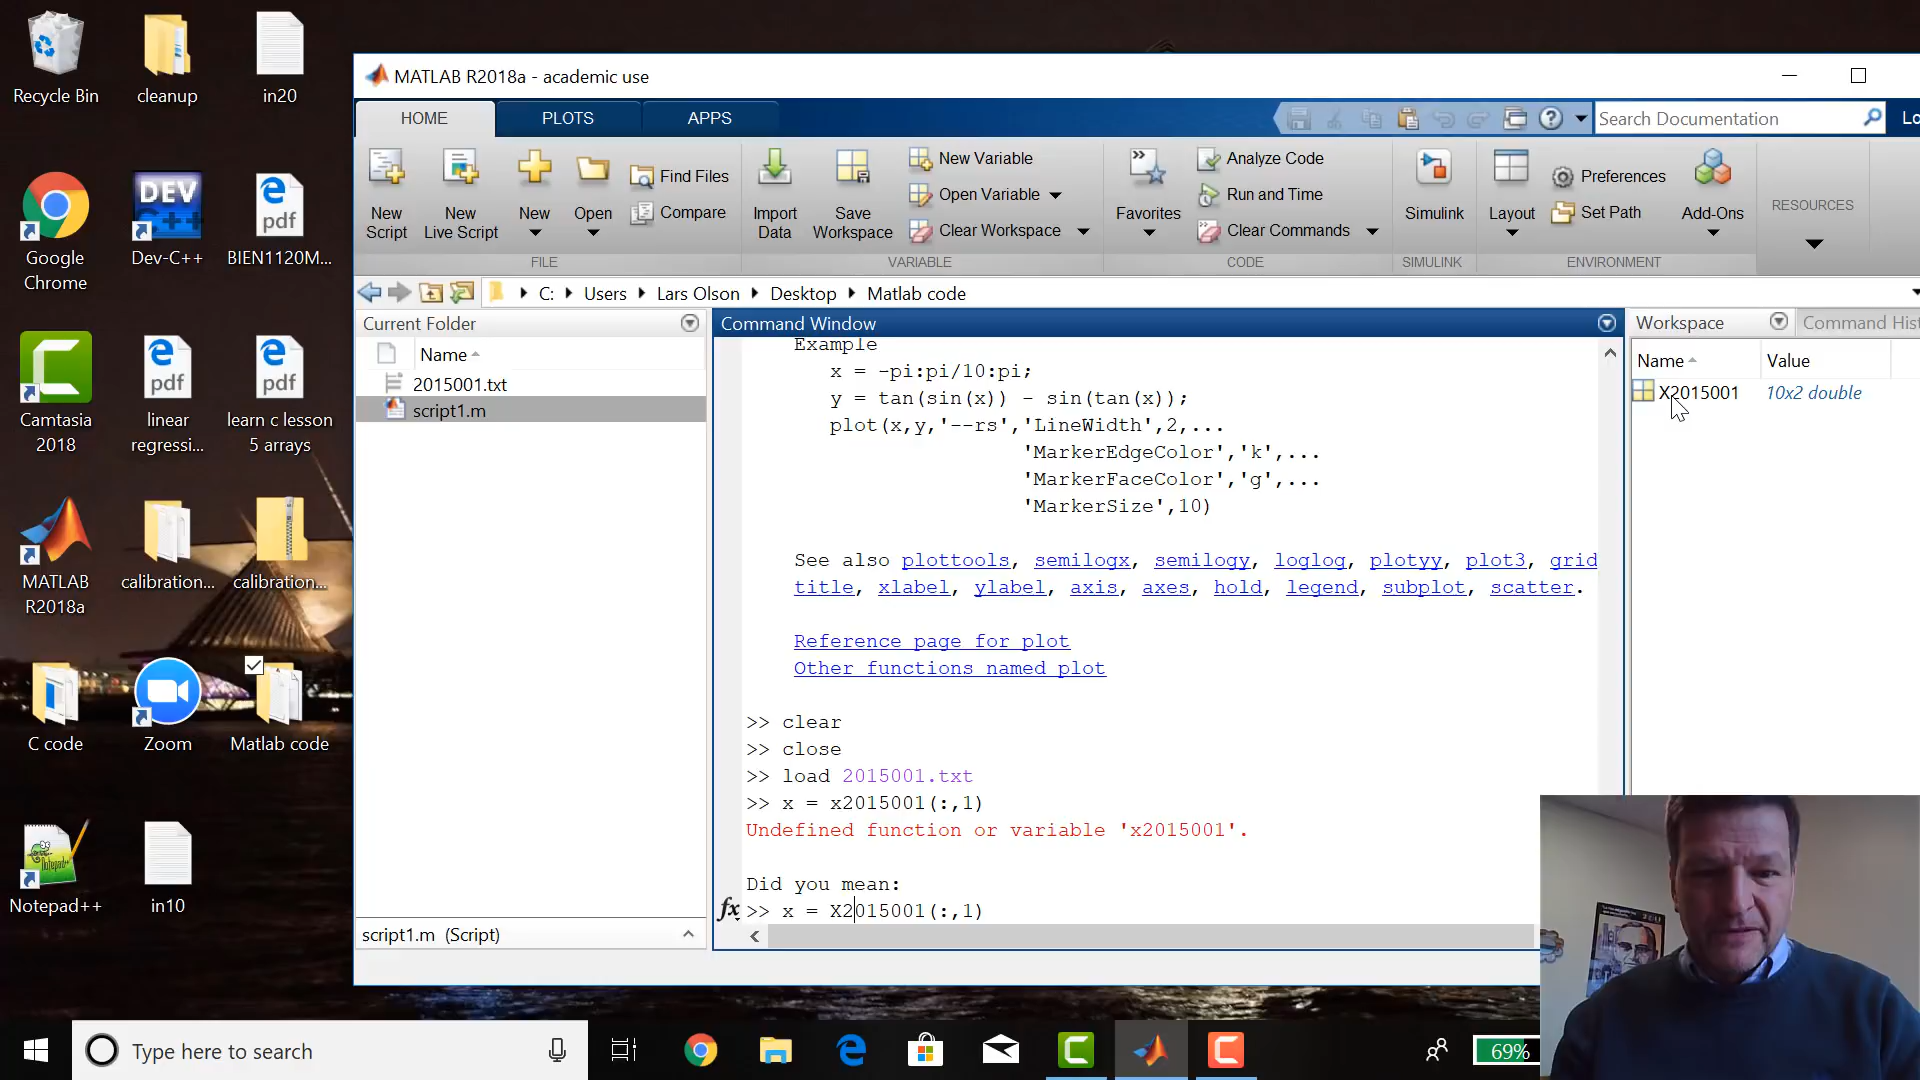 Recycle Bin
cleanup
in20
Google
Chrome
Dev-C++
DEV
C++
pdf
BIEN1120M...
Camtasia
2018
pdf
linear
regressi...
pdf
learn c lesson
5 arrays
MATLAB
R2018a
calibration...
calibration...
C code
Zoom
Matlab code
Notepad++
in10
MATLAB R2018a - academic use
HOME
PLOTS
APPS
Search Documentation
Lo
New
Script
New
Live Script
New
Open
Find Files
Compare
FILE
Import
Data
Save
Workspace
New Variable
Open Variable
Clear Workspace
VARIABLE
Favorites
Analyze Code
Run and Time
Clear Commands
CODE
Simulink
SIMULINK
Layout
Preferences
Set Path
Add-Ons
ENVIRONMENT
RESOURCES
C:
Users
Lars Olson
Desktop
Matlab code
Current Folder
Name
2015001.txt
script1.m
script1.m (Script)
Command Window
Example
x = -pi:pi/10:pi;
y = tan(sin(x)) - sin(tan(x));
plot(x,y,'--rs','LineWidth',2,...
'MarkerEdgeColor','k',...
'MarkerFaceColor','g',...
'MarkerSize',10)
See also plottools, semilogx, semilogy, loglog, plotyy, plot3, grid
title, xlabel, ylabel, axis, axes, hold, legend, subplot, scatter.
Reference page for plot
Other functions named plot
>> clear
>> close
>> load 2015001.txt
>> x = x2015001(:,1)
Undefined function or variable 'x2015001'.
Did you mean:
fx >> x = X2015001(:,1)
Workspace
Command Hist
Name
Value
X2015001
10x2 double
Type here to search
69%